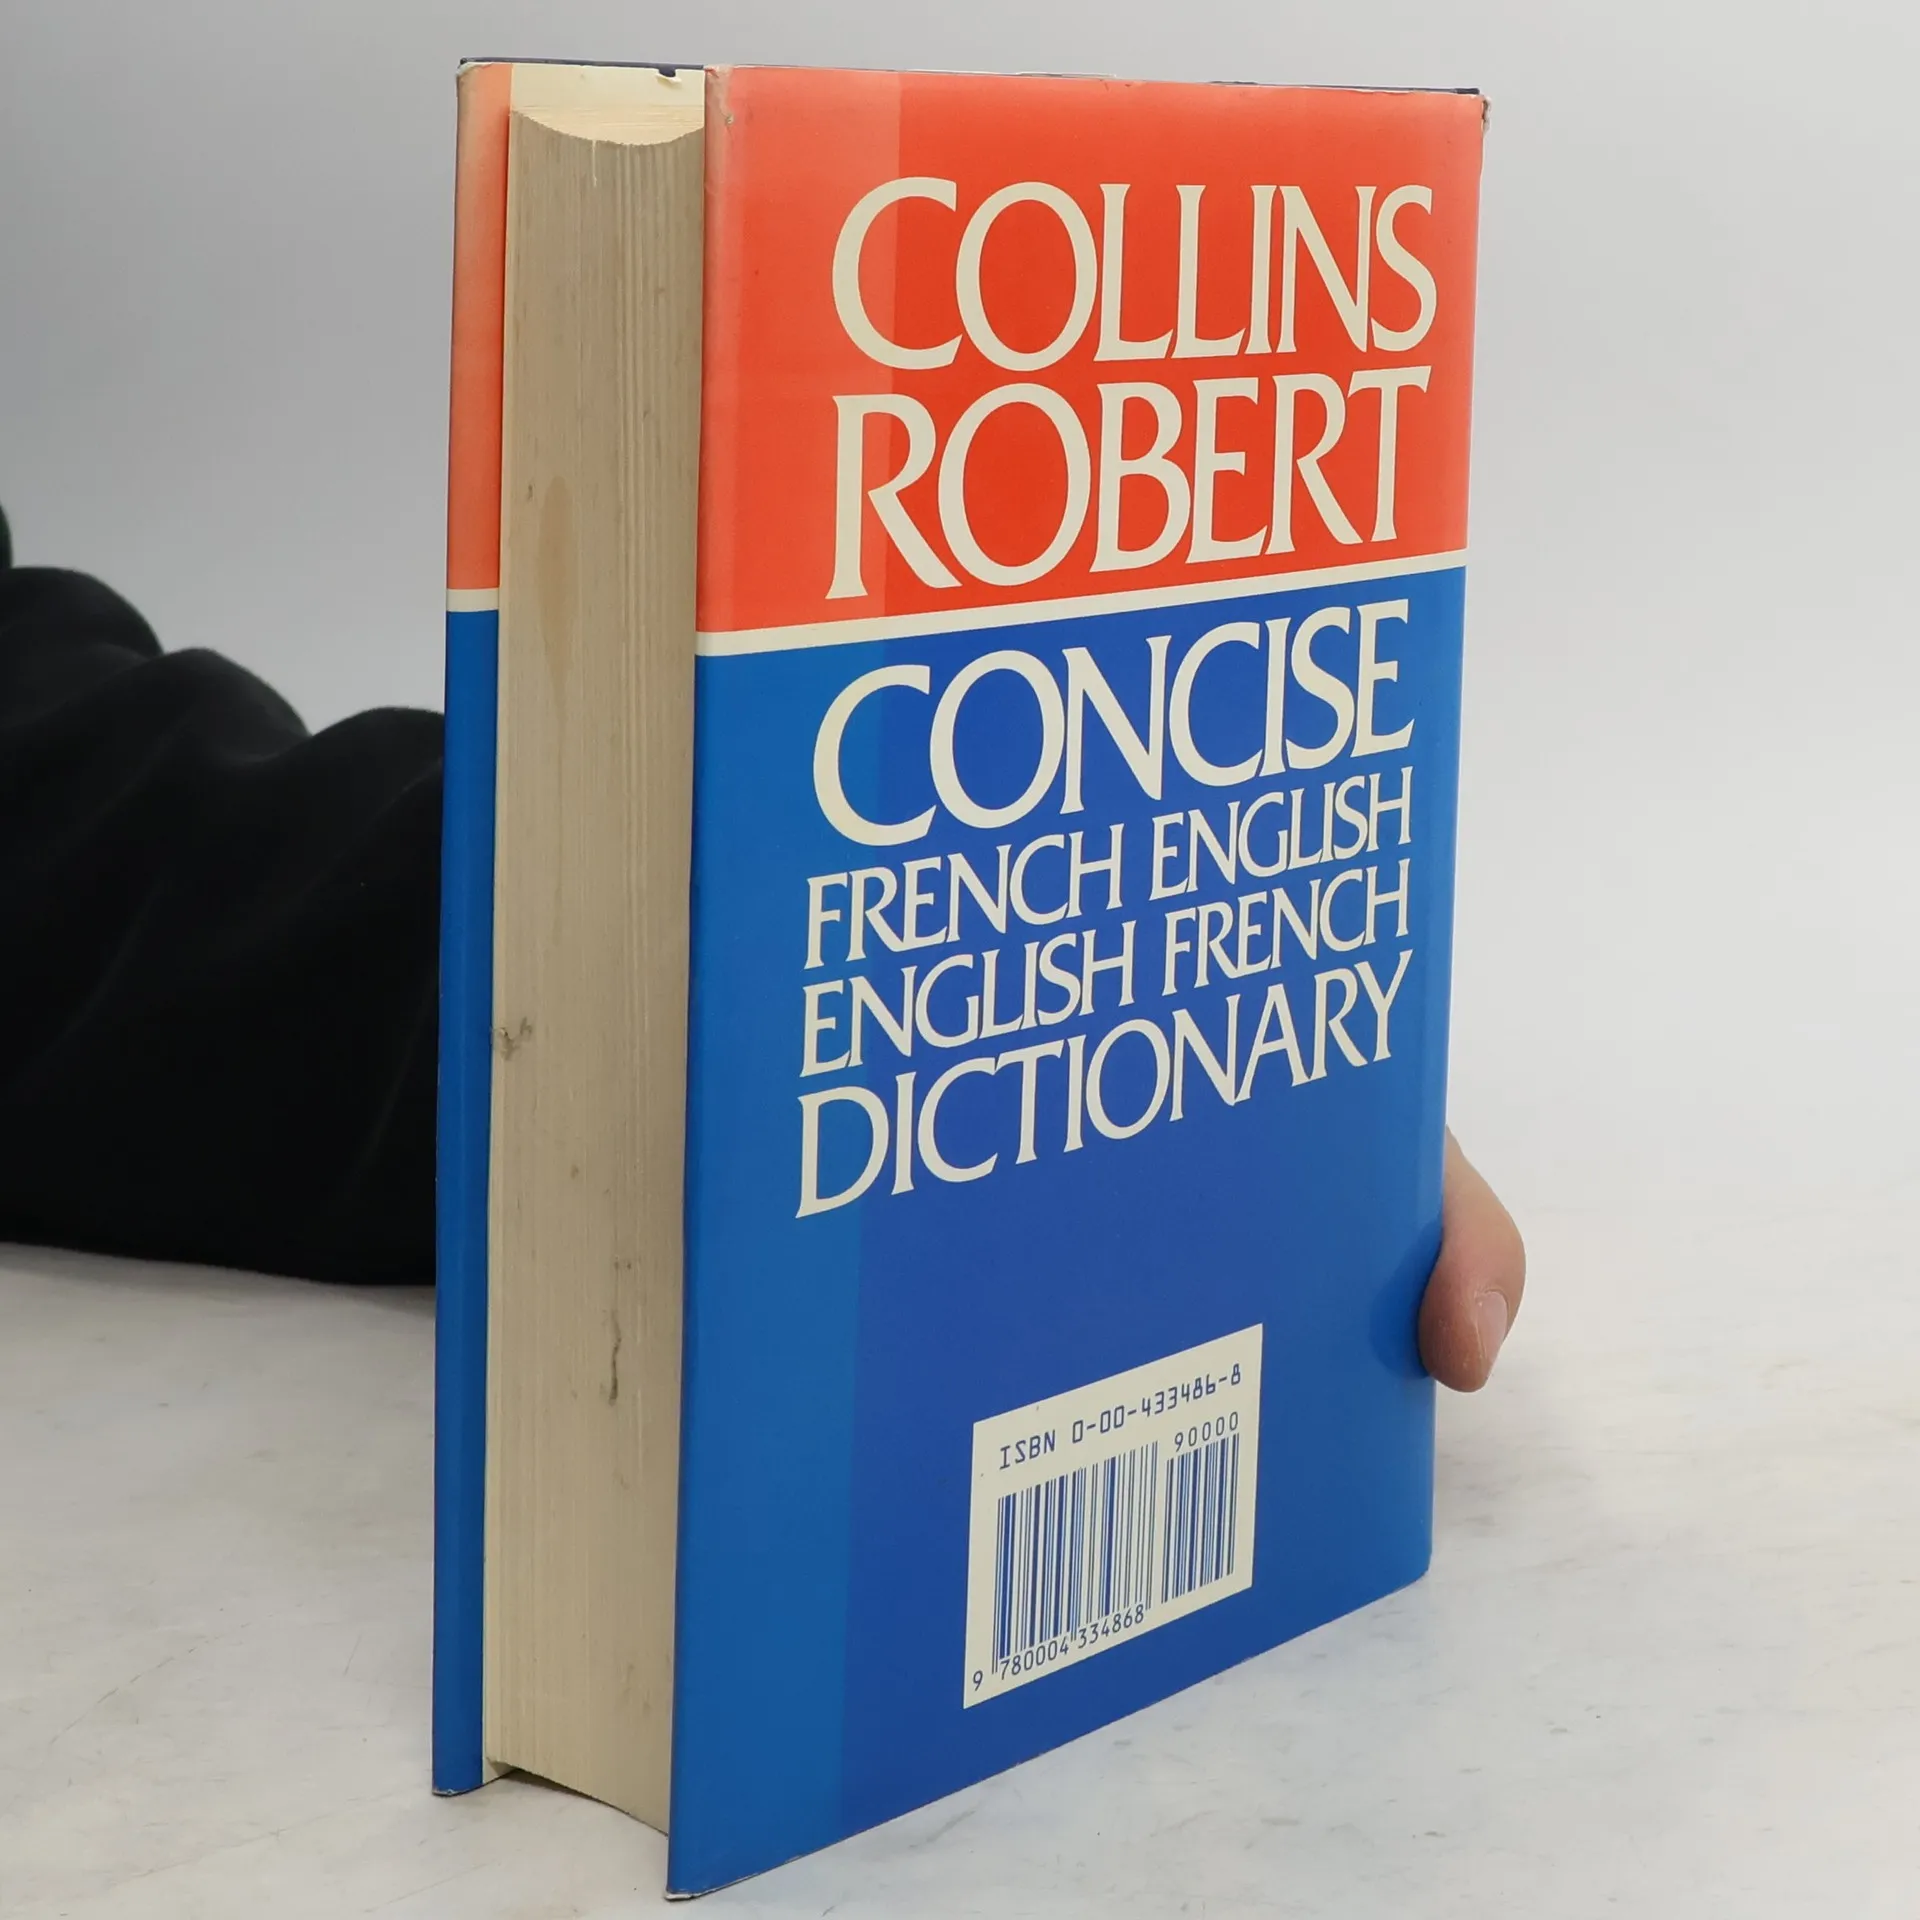 COLLINS
ROBERT
CONCISE
FRENCH ENGLISH
ENGLISH FRENCH
DICTIONARY
ISBN 0-00-433486-8
90000
9 780004 334868